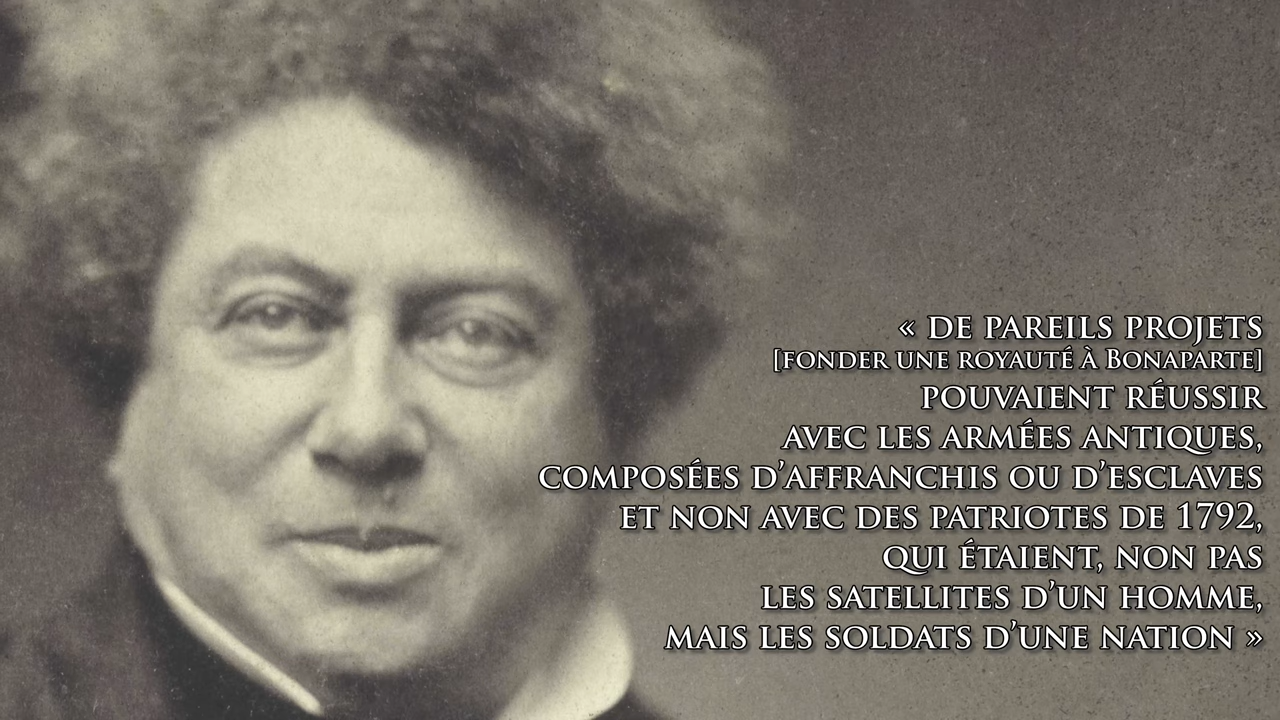 « DE PAREILS PROJETS
[FONDER UNE ROYAUTÉ À BONAPARTE]
POUVAIENT RÉUSSIR
AVEC LES ARMÉES ANTIQUES,
COMPOSÉES D’AFFRANCHIS OU D’ESCLAVES
ET NON AVEC DES PATRIOTES DE 1792,
QUI ÉTAIENT, NON PAS
LES SATELLITES D’UN HOMME,
MAIS LES SOLDATS D’UNE NATION »